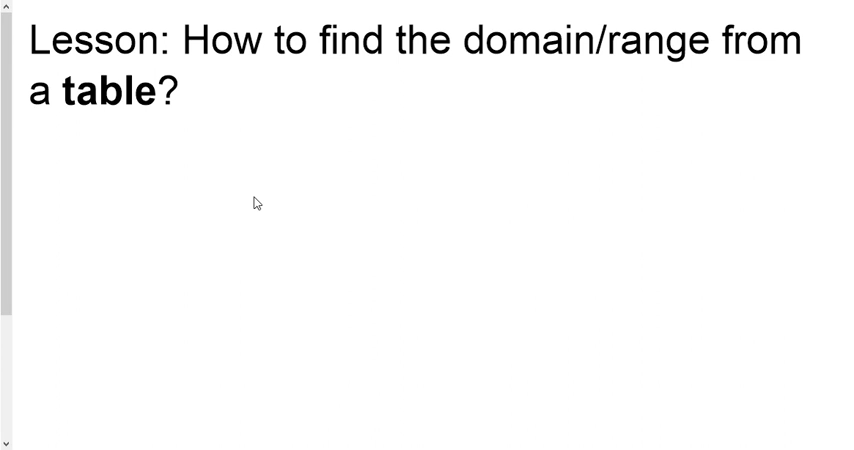 Lesson: How to find the domain/range from
a table?